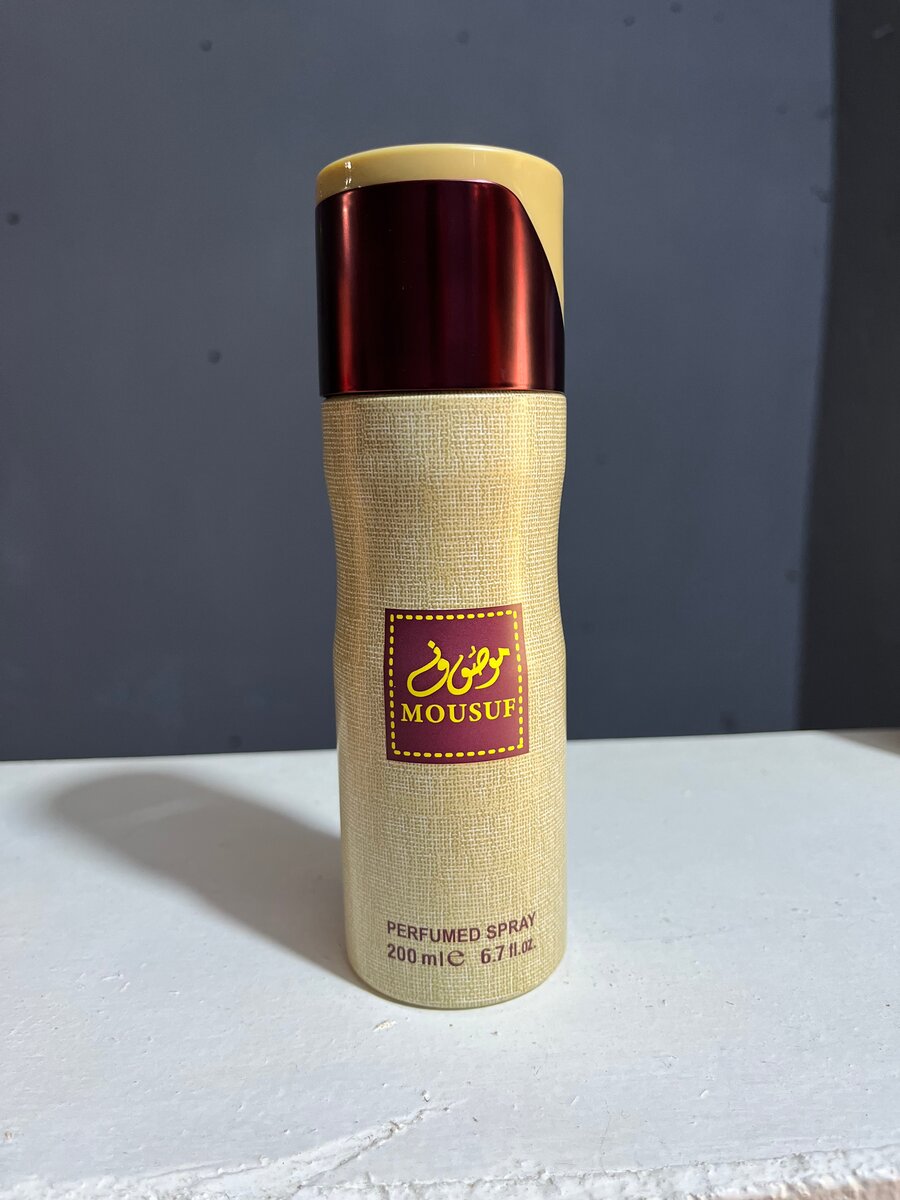 موصوف
MOUSUF
PERFUMED SPRAY
200 ml e 6.7 fl.oz.